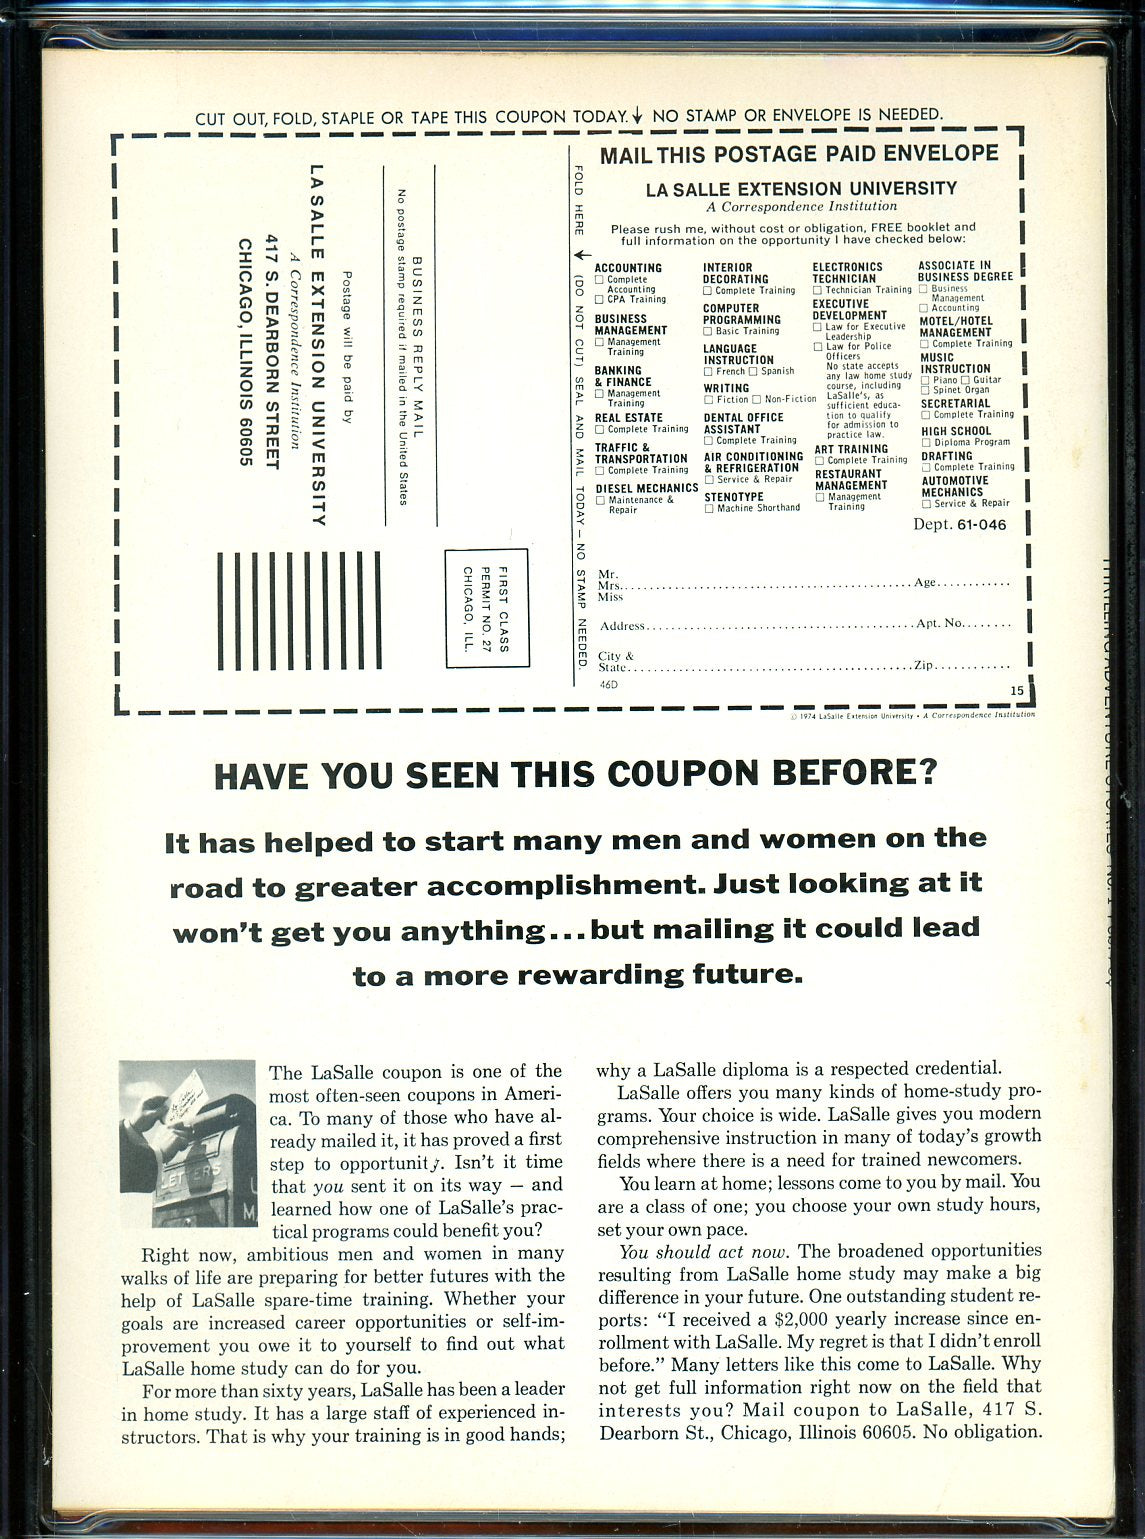 CUT OUT, FOLD, STAPLE OR TAPE THIS COUPON TODAY.↓ NO STAMP OR ENVELOPE IS NEEDED.
LASALLE EXTENSION UNIVERSITY
A Correspondence Institution
417 S. DEARBORN STREET
CHICAGO, ILLINOIS 60605
Postage will be paid by
No postage stamp required if mailed in the United States
BUSINESS REPLY MAIL
FIRST CLASS
PERMIT NO. 27
CHICAGO, ILL.
FOLD HERE ← (DO NOT CUT) SEAL AND MAIL TODAY — NO STAMP NEEDED.
MAIL THIS POSTAGE PAID ENVELOPE
LA SALLE EXTENSION UNIVERSITY
A Correspondence Institution
Please rush me, without cost or obligation, FREE booklet and
full information on the opportunity I have checked below:
ACCOUNTING
☐ Complete
Accounting
☐ CPA Training
BUSINESS
MANAGEMENT
☐ Management
Training
BANKING
& FINANCE
☐ Management
Training
REAL ESTATE
☐ Complete Training
TRAFFIC &
TRANSPORTATION
☐ Complete Training
DIESEL MECHANICS
☐ Maintenance &
Repair
INTERIOR
DECORATING
☐ Complete Training
COMPUTER
PROGRAMMING
☐ Basic Training
LANGUAGE
INSTRUCTION
☐ French ☐ Spanish
WRITING
☐ Fiction ☐ Non-Fiction
DENTAL OFFICE
ASSISTANT
☐ Complete Training
AIR CONDITIONING
& REFRIGERATION
☐ Service & Repair
STENOTYPE
☐ Machine Shorthand
ELECTRONICS
TECHNICIAN
☐ Technician Training
EXECUTIVE
DEVELOPMENT
☐ Law for Executive
Leadership
☐ Law for Police
Officers
No state accepts
any law home study
course, including
LaSalle's, as
sufficient educa-
tion to qualify
for admission to
practice law.
ART TRAINING
☐ Complete Training
RESTAURANT
MANAGEMENT
☐ Management
Training
ASSOCIATE IN
BUSINESS DEGREE
☐ Business
Management
☐ Accounting
MOTEL/HOTEL
MANAGEMENT
☐ Complete Training
MUSIC
INSTRUCTION
☐ Piano ☐ Guitar
☐ Spinet Organ
SECRETARIAL
☐ Complete Training
HIGH SCHOOL
☐ Diploma Program
DRAFTING
☐ Complete Training
AUTOMOTIVE
MECHANICS
☐ Service & Repair
Dept. 61-046
Mr.
Mrs. Age
Miss
Address Apt. No.
City &
State Zip
46D
15
© 1974 LaSalle Extension University • A Correspondence Institution
HAVE YOU SEEN THIS COUPON BEFORE?
It has helped to start many men and women on the
road to greater accomplishment. Just looking at it
won't get you anything...but mailing it could lead
to a more rewarding future.
LETTERS
U
M
The LaSalle coupon is one of the
most often-seen coupons in Ameri-
ca. To many of those who have al-
ready mailed it, it has proved a first
step to opportunity. Isn't it time
that you sent it on its way — and
learned how one of LaSalle's prac-
tical programs could benefit you?
Right now, ambitious men and women in many
walks of life are preparing for better futures with the
help of LaSalle spare-time training. Whether your
goals are increased career opportunities or self-im-
provement you owe it to yourself to find out what
LaSalle home study can do for you.
For more than sixty years, LaSalle has been a leader
in home study. It has a large staff of experienced in-
structors. That is why your training is in good hands;
why a LaSalle diploma is a respected credential.
LaSalle offers you many kinds of home-study pro-
grams. Your choice is wide. LaSalle gives you modern
comprehensive instruction in many of today's growth
fields where there is a need for trained newcomers.
You learn at home; lessons come to you by mail. You
are a class of one; you choose your own study hours,
set your own pace.
You should act now. The broadened opportunities
resulting from LaSalle home study may make a big
difference in your future. One outstanding student re-
ports: "I received a $2,000 yearly increase since en-
rollment with LaSalle. My regret is that I didn't enroll
before." Many letters like this come to LaSalle. Why
not get full information right now on the field that
interests you? Mail coupon to LaSalle, 417 S.
Dearborn St., Chicago, Illinois 60605. No obligation.